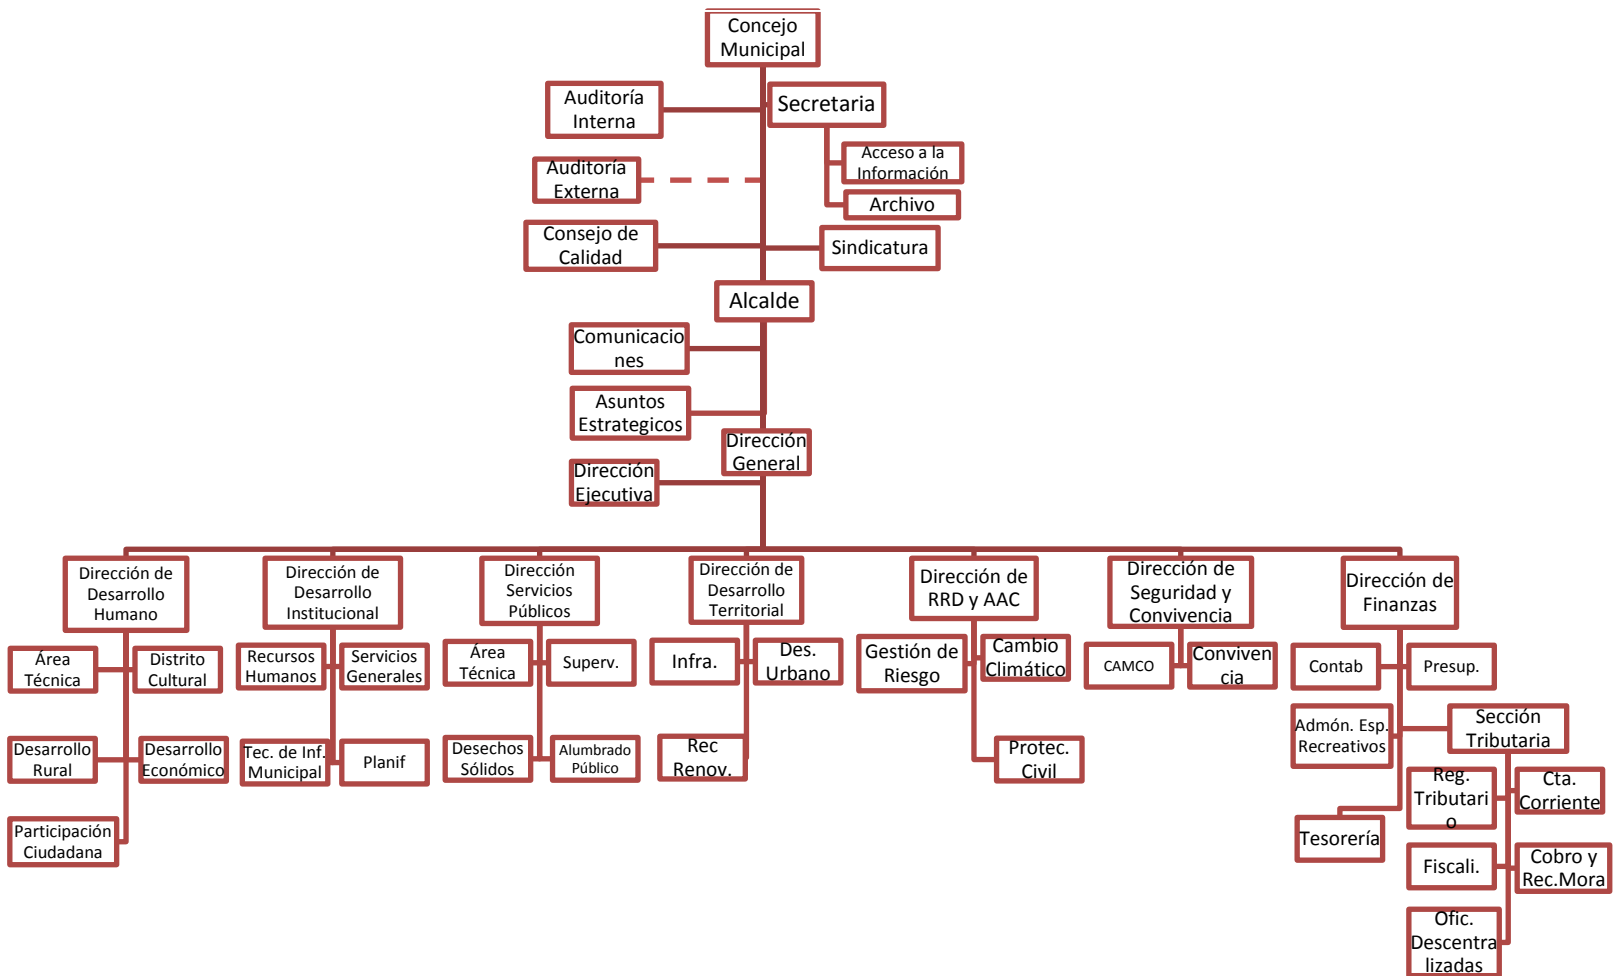 Concejo
Municipal
Auditoría
Interna
Secretaria
Acceso a la
Información
Auditoría
Externa
Archivo
Consejo de
Calidad
Sindicatura
Alcalde
Comunicacio
nes
Asuntos
Estrategicos
Dirección
General
Dirección
Ejecutiva
Dirección de
Desarrollo
Humano
Dirección de
Desarrollo
Institucional
Dirección
Servicios
Públicos
Dirección de
Desarrollo
Territorial
Dirección de
RRD y AAC
Dirección de
Seguridad y
Convivencia
Dirección de
Finanzas
Área
Técnica
Distrito
Cultural
Recursos
Humanos
Servicios
Generales
Área
Técnica
Superv.
Infra.
Des.
Urbano
Gestión de
Riesgo
Cambio
Climático
CAMCO
Conviven
cia
Contab
Presup.
Desarrollo
Rural
Desarrollo
Económico
Tec. de Inf.
Municipal
Planif
Desechos
Sólidos
Alumbrado
Público
Rec
Renov.
Protec.
Civil
Admón. Esp.
Recreativos
Sección
Tributaria
Participación
Ciudadana
Tesorería
Reg.
Tributari
o
Cta.
Corriente
Fiscali.
Cobro y
Rec.Mora
Ofic.
Descentra
lizadas